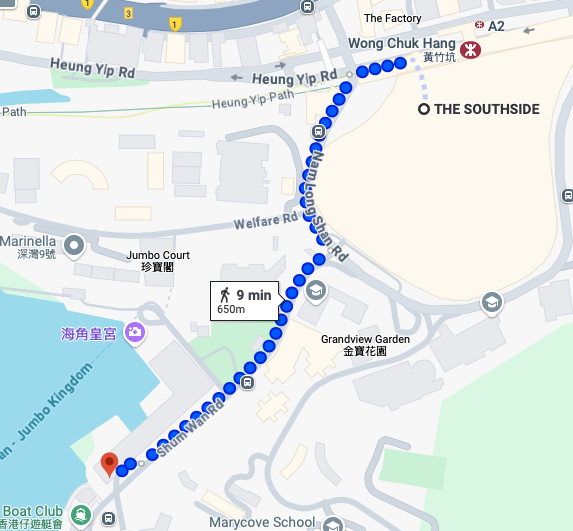 1
3
1
The Factory
A2
Wong Chuk Hang
黃竹坑
Heung Yip Rd
Heung Yip Rd
Heung Yip Path
Path
THE SOUTHSIDE
Nam Long Shan Rd
Welfare Rd
Marinella
深灣9號
Jumbo Court
珍寶閣
9 min
650m
海角皇宮
Grandview Garden
金寶花園
an - Jumbo Kingdom
Shum Wan Rd
Boat Club
香港仔遊艇會
Marycove School